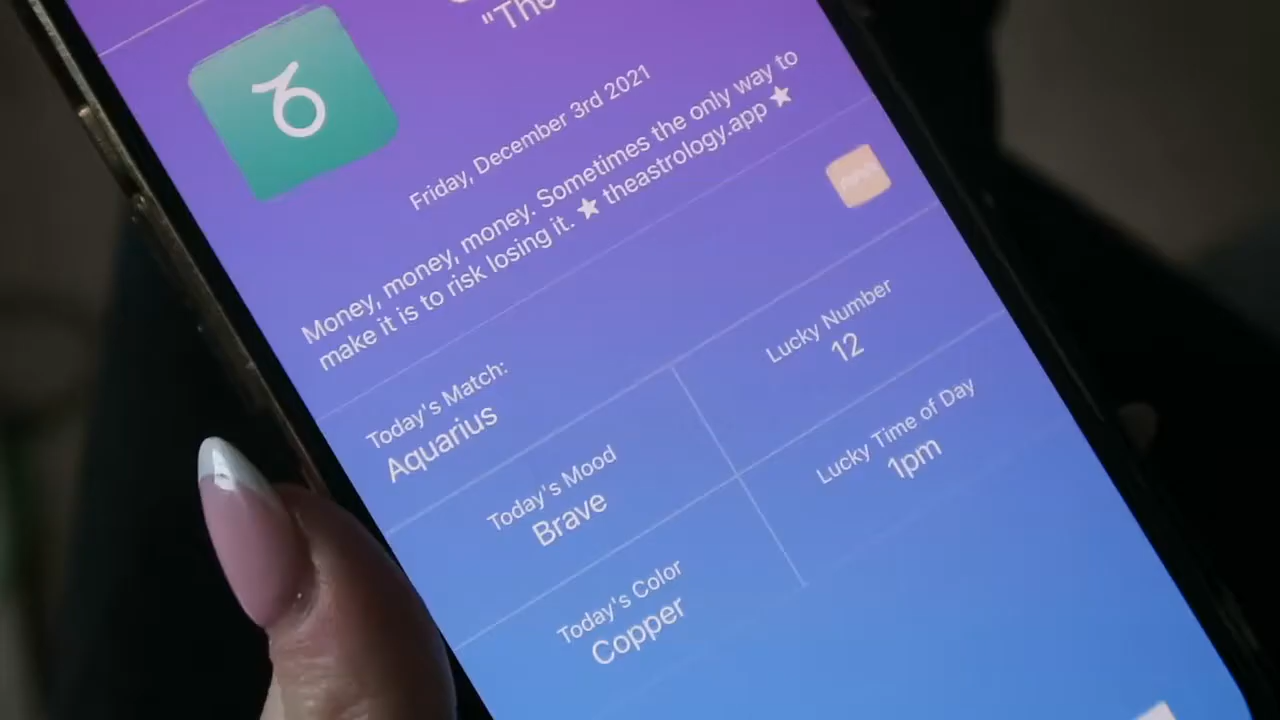 "The
Friday, December 3rd 2021
Money, money, money. Sometimes the only way to
make it is to risk losing it. ★ theastrology.app ★
Today's Match:
Aquarius
Today's Mood
Brave
Lucky Number
12
Today's Color
Copper
Lucky Time of Day
1pm